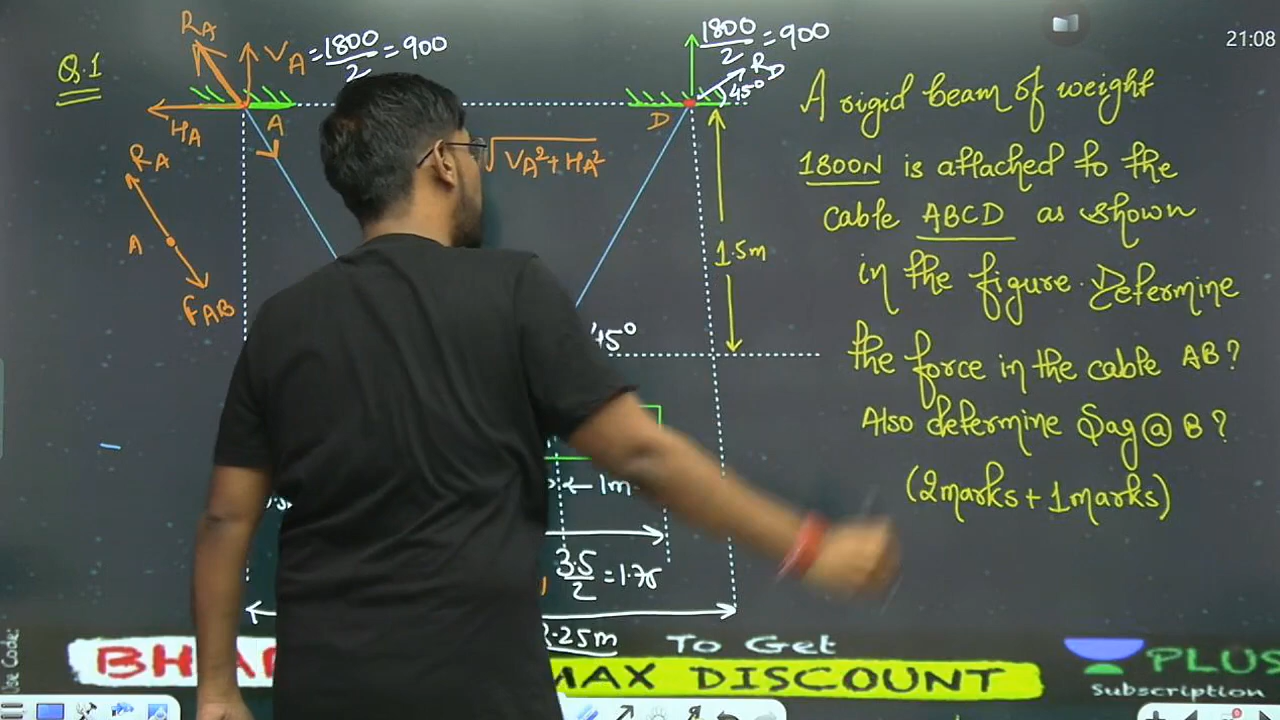 21:08
Q.1
RA
VA = 1800/2 = 900
1800/2 = 900
RD
45°
HA
A
D
√VA² + HA²
RA
A
FAB
1.5m
45°
1m
3.5/2 = 1.75
.25m
A rigid beam of weight
1800N is attached to the
cable ABCD as shown
in the figure. Determine
the force in the cable AB?
Also determine Sag @ B?
(2marks + 1marks)
Use Code:
To Get
MAX DISCOUNT
PLUS
Subscription